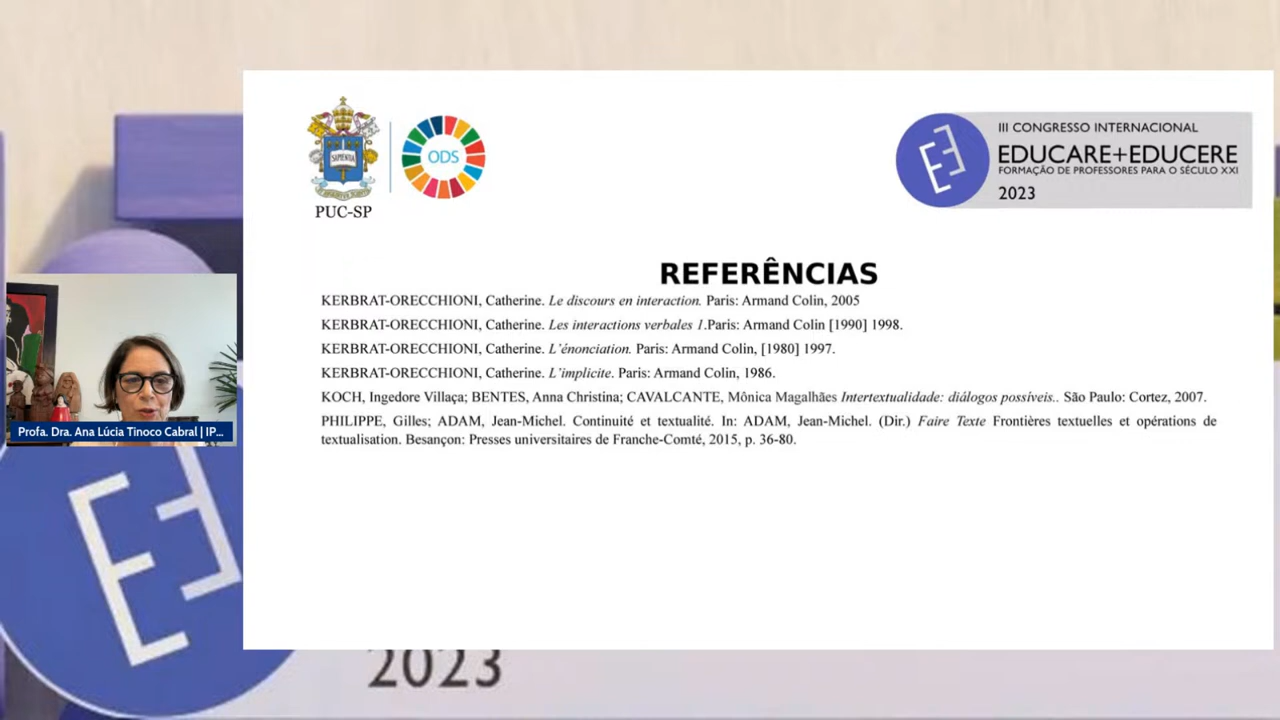 PUC-SP
SAPIENTIA
ODS
III CONGRESSO INTERNACIONAL
EDUCARE+EDUCERE
FORMAÇÃO DE PROFESSORES PARA O SÉCULO XXI
2023
REFERÊNCIAS
KERBRAT-ORECCHIONI, Catherine. Le discours en interaction. Paris: Armand Colin, 2005
KERBRAT-ORECCHIONI, Catherine. Les interactions verbales 1.Paris: Armand Colin [1990] 1998.
KERBRAT-ORECCHIONI, Catherine. L’énonciation. Paris: Armand Colin, [1980] 1997.
KERBRAT-ORECCHIONI, Catherine. L’implicite. Paris: Armand Colin, 1986.
KOCH, Ingedore Villaça; BENTES, Anna Christina; CAVALCANTE, Mônica Magalhães Intertextualidade: diálogos possíveis.. São Paulo: Cortez, 2007.
PHILIPPE, Gilles; ADAM, Jean-Michel. Continuité et textualité. In: ADAM, Jean-Michel. (Dir.) Faire Texte Frontières textuelles et opérations de
textualisation. Besançon: Presses universitaires de Franche-Comté, 2015, p. 36-80.
Profa. Dra. Ana Lúcia Tinoco Cabral | IP...
2023